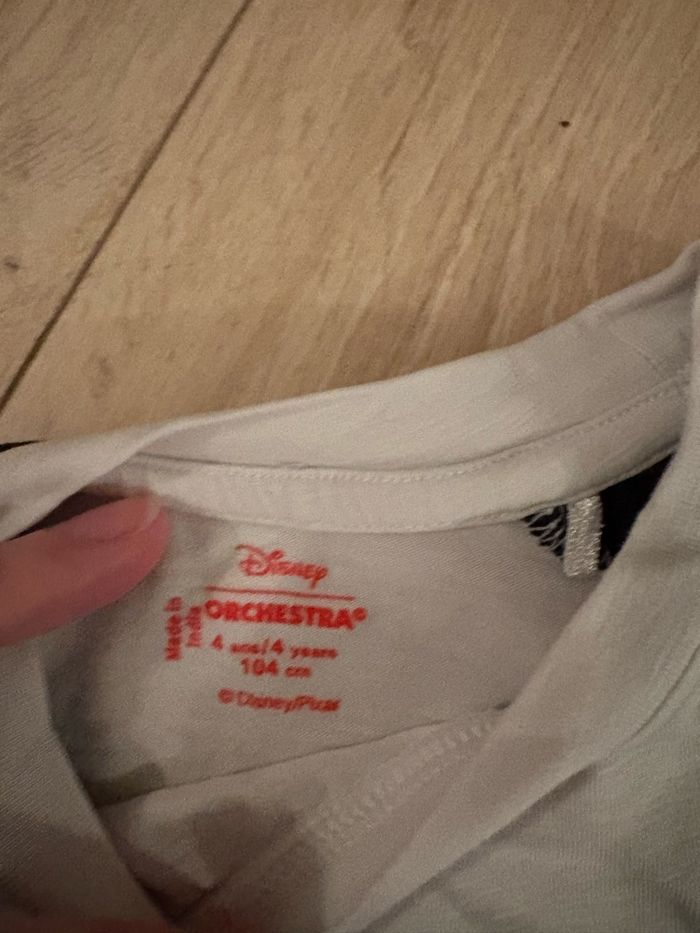 Disney
ORCHESTRA®
4 ans/4 years
104 cm
©Disney/Pixar
Made in
India